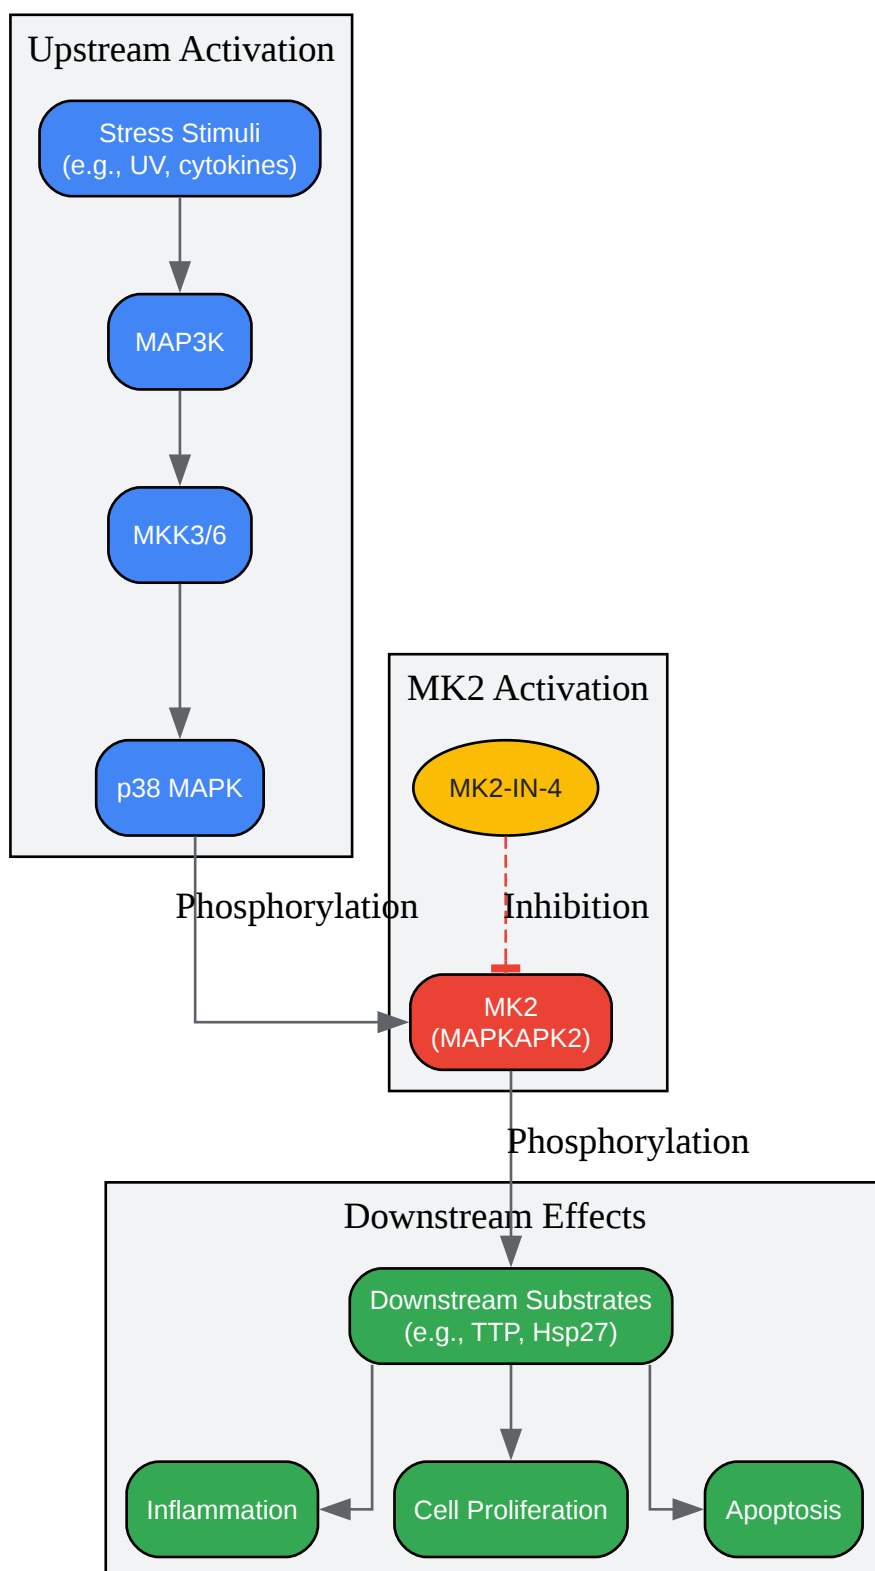 Upstream Activation
Stress Stimuli
(e.g., UV, cytokines)
MAP3K
MKK3/6
p38 MAPK
MK2 Activation
MK2-IN-4
Phosphorylation
Inhibition
MK2
(MAPKAPK2)
Phosphorylation
Downstream Effects
Downstream Substrates
(e.g., TTP, Hsp27)
Inflammation
Cell Proliferation
Apoptosis